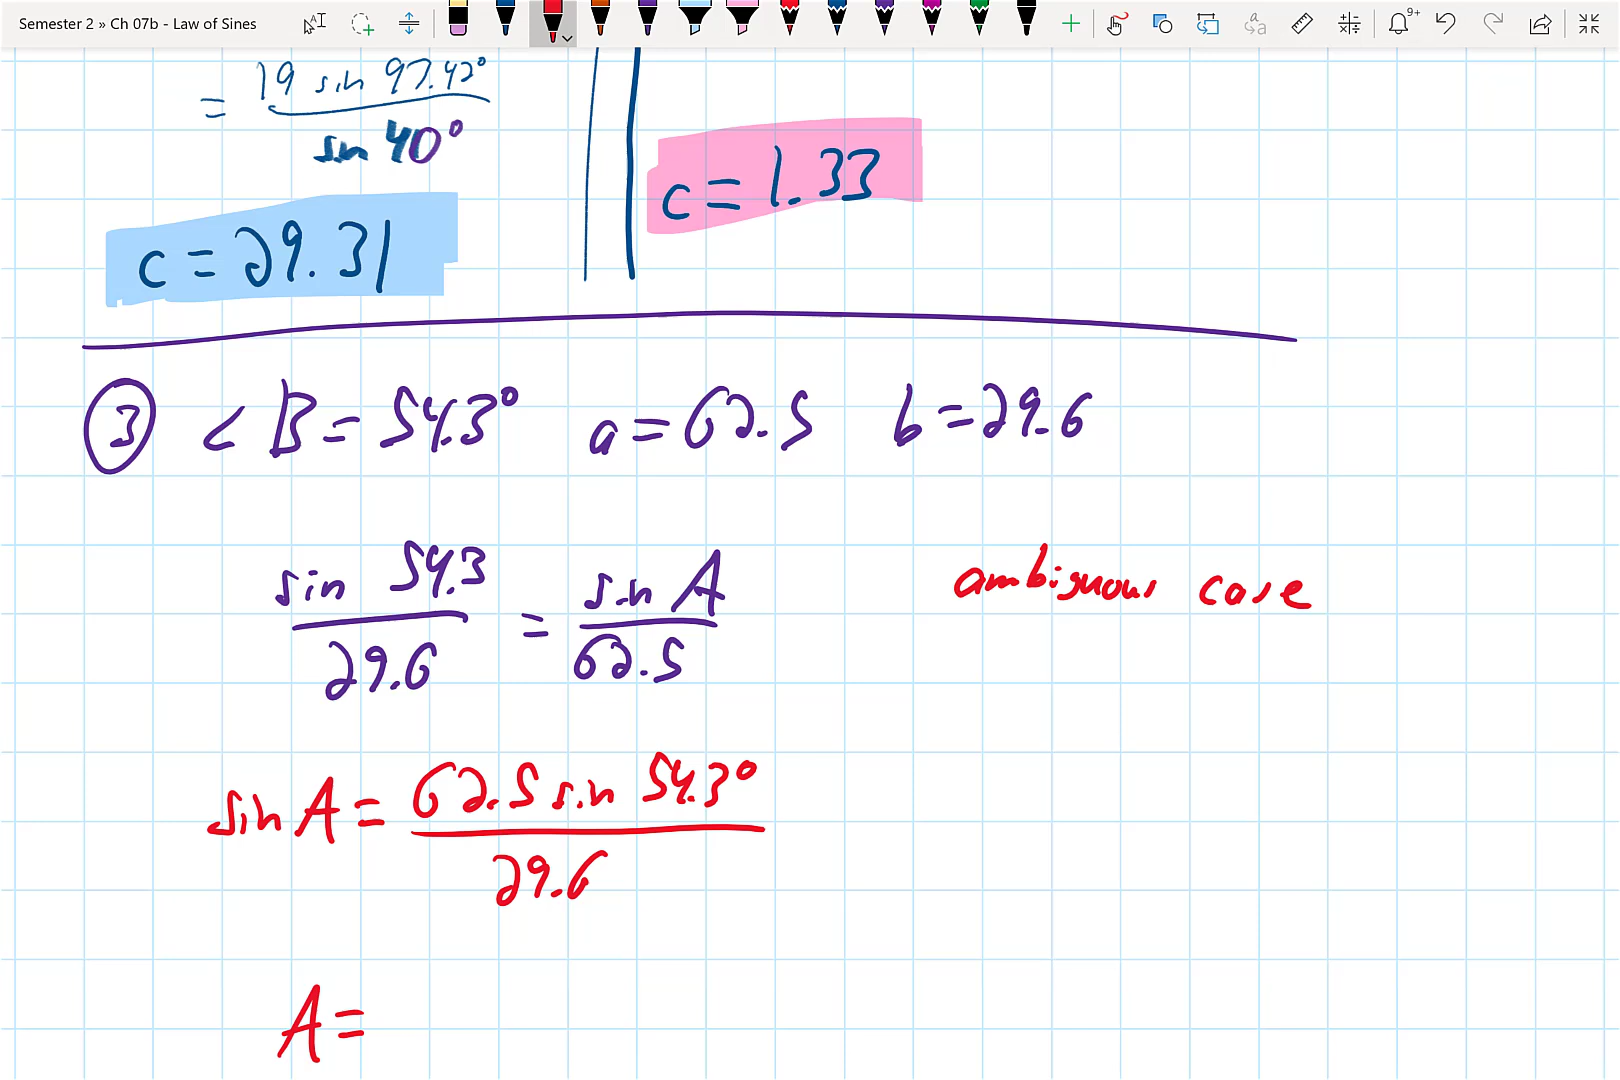 Semester 2 » Ch 07b - Law of Sines
9+
= 19 sin 97.42° / sin 40°
c = 29.31
c = 1.33
③ < B = 54.3° a = 62.5 b = 29.6
sin 54.3 / 29.6 = sin A / 62.5
ambiguous case
sin A = 62.5 sin 54.3° / 29.6
A =